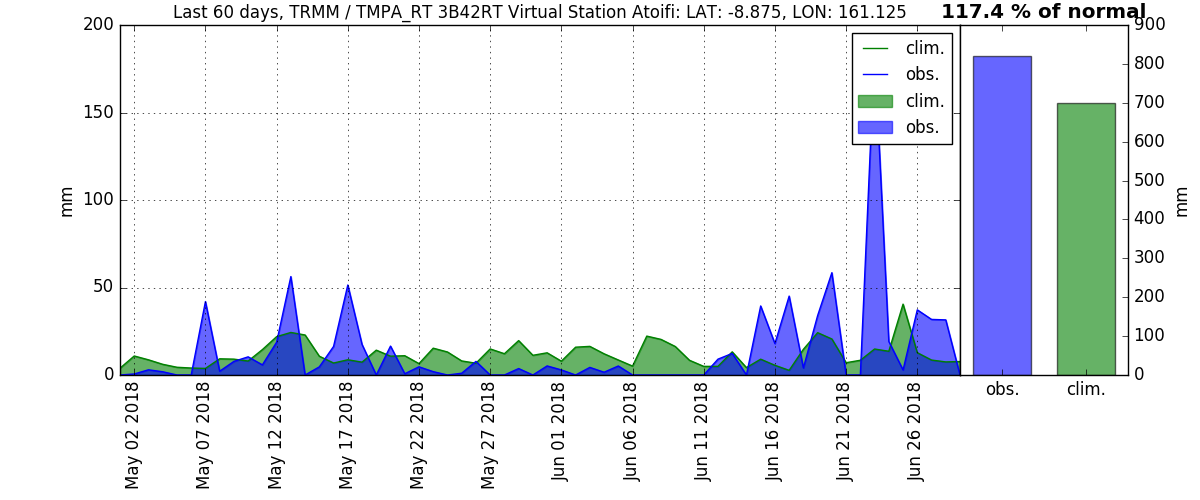 Last 60 days, TRMM / TMPA_RT 3B42RT Virtual Station Atoifi: LAT: -8.875, LON: 161.125
117.4 % of normal
200
150
100
50
0
mm
clim.
obs.
clim.
obs.
900
800
700
600
500
400
300
200
100
0
mm
May 02 2018
May 07 2018
May 12 2018
May 17 2018
May 22 2018
May 27 2018
Jun 01 2018
Jun 06 2018
Jun 11 2018
Jun 16 2018
Jun 21 2018
Jun 26 2018
obs.
clim.